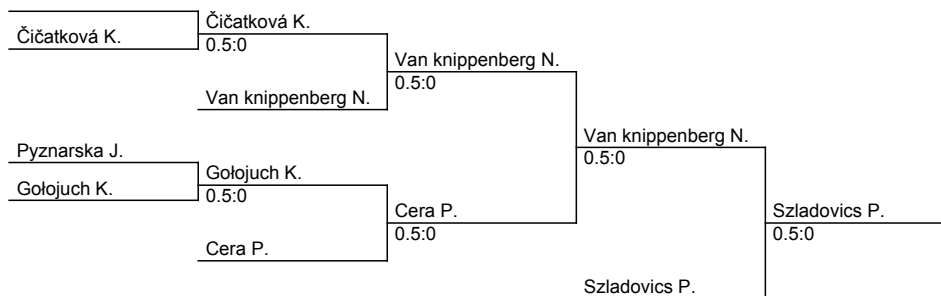 Čičatková K.
Čičatková K.
0.5:0
Van knippenberg N.
0.5:0
Van knippenberg N.
Van knippenberg N.
0.5:0
Pyznarska J.
Gołojuch K.
0.5:0
Gołojuch K.
Cera P.
0.5:0
Szladovics P.
0.5:0
Cera P.
Szladovics P.